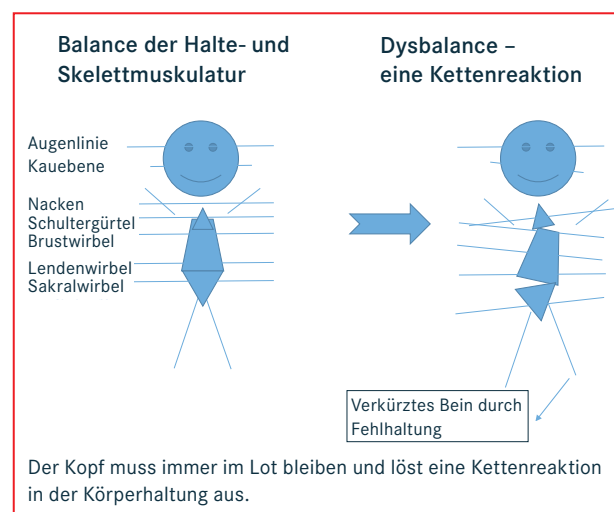 Balance der Halte- und
Skelettmuskulatur
Dysbalance –
eine Kettenreaktion
Augenlinie
Kauebene
Nacken
Schultergürtel
Brustwirbel
Lendenwirbel
Sakralwirbel
Verkürztes Bein durch
Fehlhaltung
Der Kopf muss immer im Lot bleiben und löst eine Kettenreaktion
in der Körperhaltung aus.